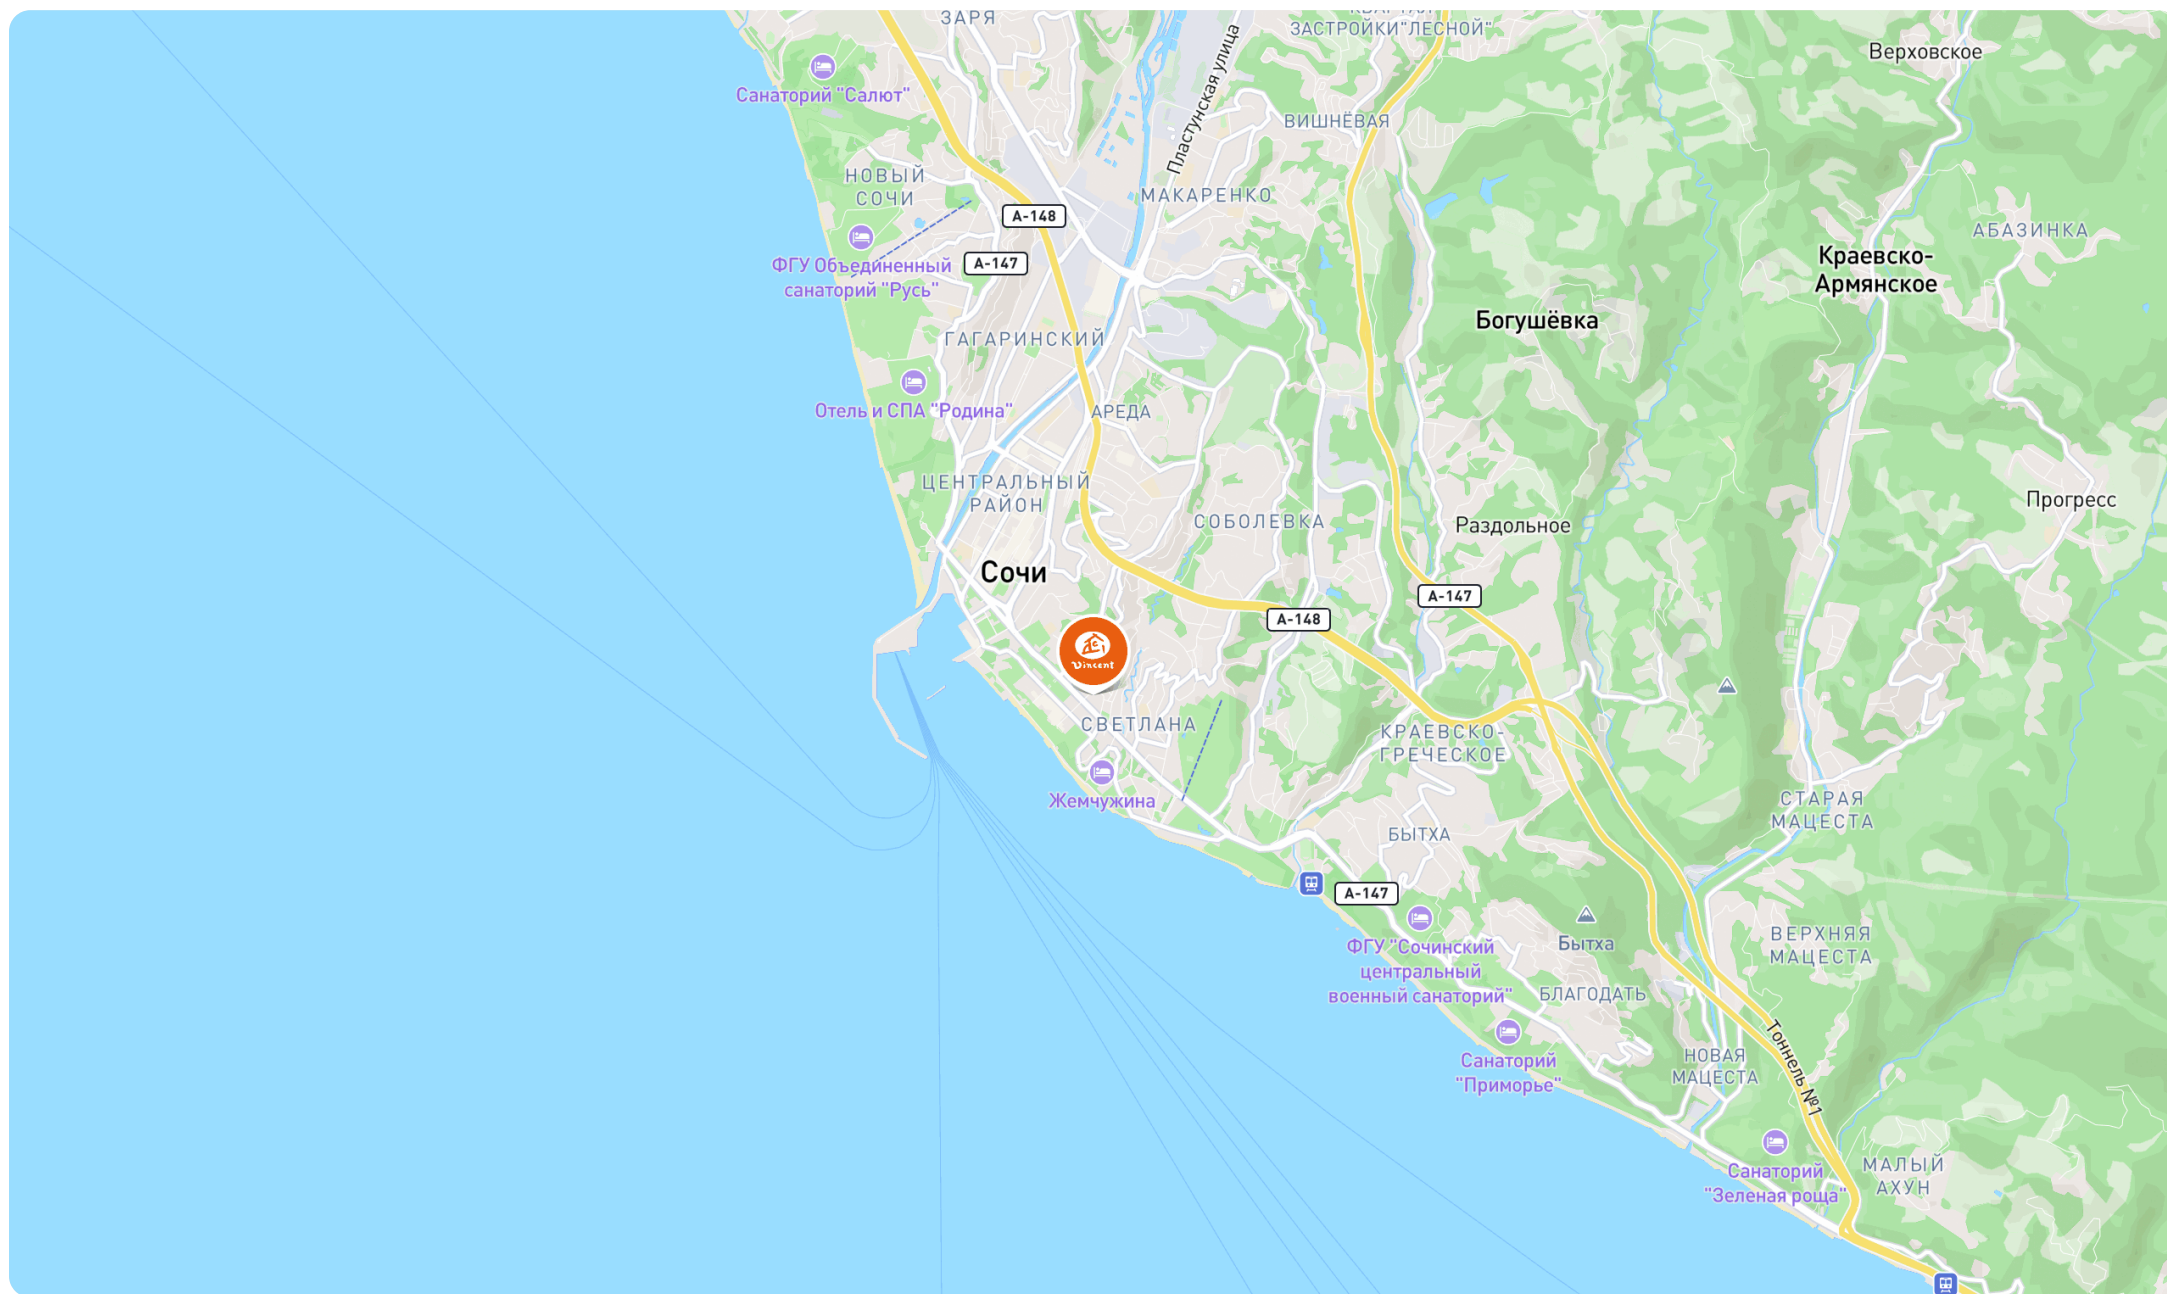 ЗАРЯ
КВАРТАЛ
ЗАСТРОЙКИ"ЛЕСНОЙ"
Верховское
Санаторий "Салют"
Пластунская улица
ВИШНЁВАЯ
НОВЫЙ
СОЧИ
МАКАРЕНКО
A-148
АБАЗИНКА
ФГУ Объединенный
санаторий "Русь"
A-147
Краевско-
Армянское
Богушёвка
ГАГАРИНСКИЙ
Отель и СПА "Родина"
АРЕДА
ЦЕНТРАЛЬНЫЙ
РАЙОН
СОБОЛЕВКА
Прогресс
Раздольное
Сочи
A-147
A-148
Vincent
СВЕТЛАНА
КРАЕВСКО-
ГРЕЧЕСКОЕ
Жемчужина
СТАРАЯ
МАЦЕСТА
БЫТХА
A-147
ФГУ "Сочинский
центральный
военный санаторий"
Бытха
ВЕРХНЯЯ
МАЦЕСТА
БЛАГОДАТЬ
Санаторий
"Приморье"
НОВАЯ
МАЦЕСТА
Тоннель №1
Санаторий
"Зеленая роща"
МАЛЫЙ
АХУН